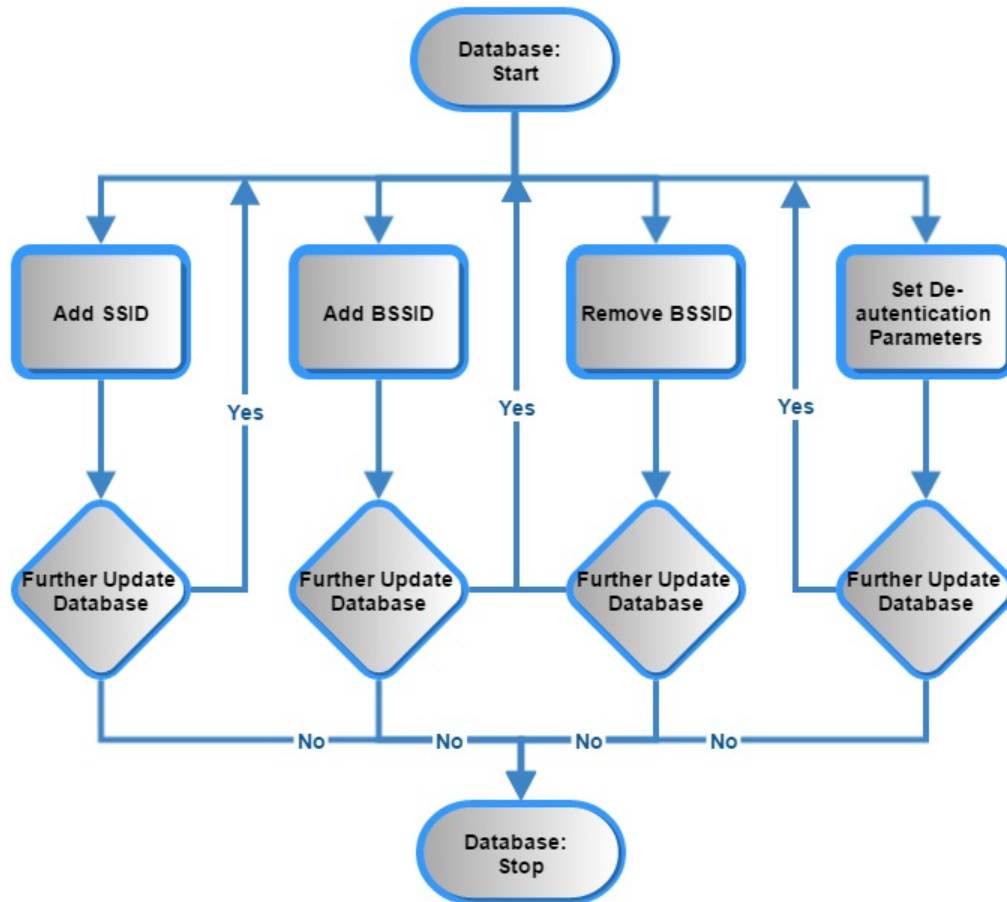 Database:
Start
Add SSID
Add BSSID
Remove BSSID
Set De-
autentication
Parameters
Yes
Yes
Yes
Further Update
Database
Further Update
Database
Further Update
Database
Further Update
Database
No
No
No
No
Database:
Stop